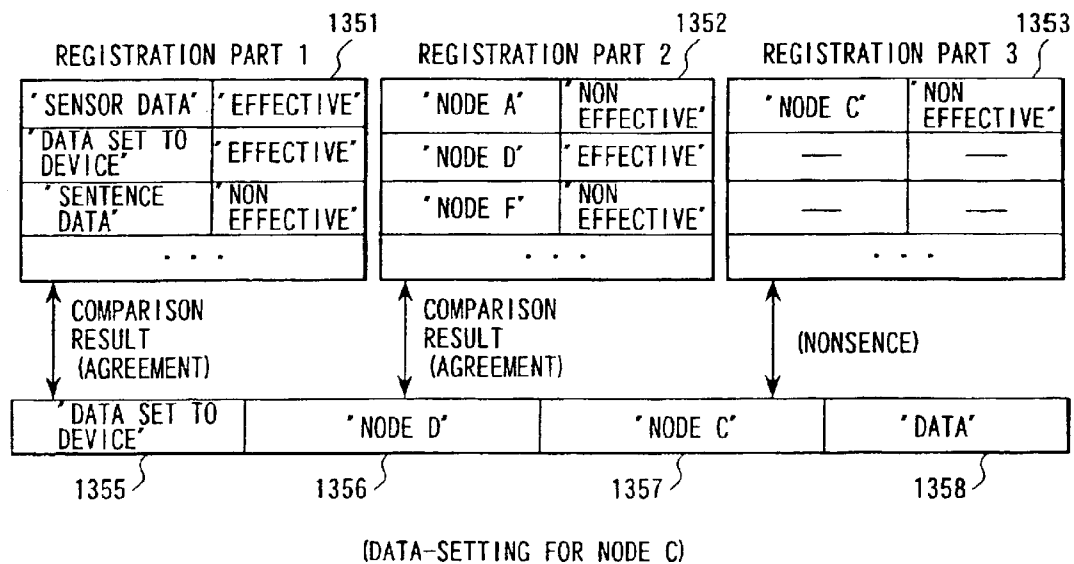 1351
1352
1353
REGISTRATION PART 1
REGISTRATION PART 2
REGISTRATION PART 3
"SENSOR DATA" "EFFECTIVE"
"DATA SET TO
DEVICE" "EFFECTIVE"
"SENTENCE
DATA" "NON
EFFECTIVE"
. . .
"NODE A" "NON
EFFECTIVE"
"NODE D" "EFFECTIVE"
"NODE F" "NON
EFFECTIVE"
. . .
"NODE C" "NON
EFFECTIVE"
— —
— —
. . .
COMPARISON
RESULT
(AGREEMENT)
COMPARISON
RESULT
(AGREEMENT)
(NONSENCE)
"DATA SET TO
DEVICE"
"NODE D"
"NODE C"
"DATA"
1355
1356
1357
1358
(DATA-SETTING FOR NODE C)